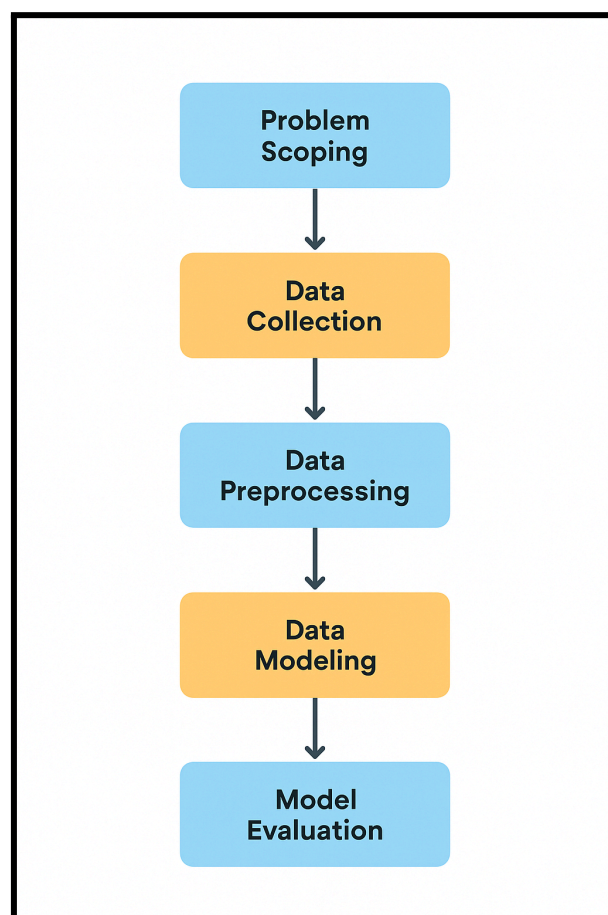 Problem
Scoping
Data
Collection
Data
Preprocessing
Data
Modeling
Model
Evaluation